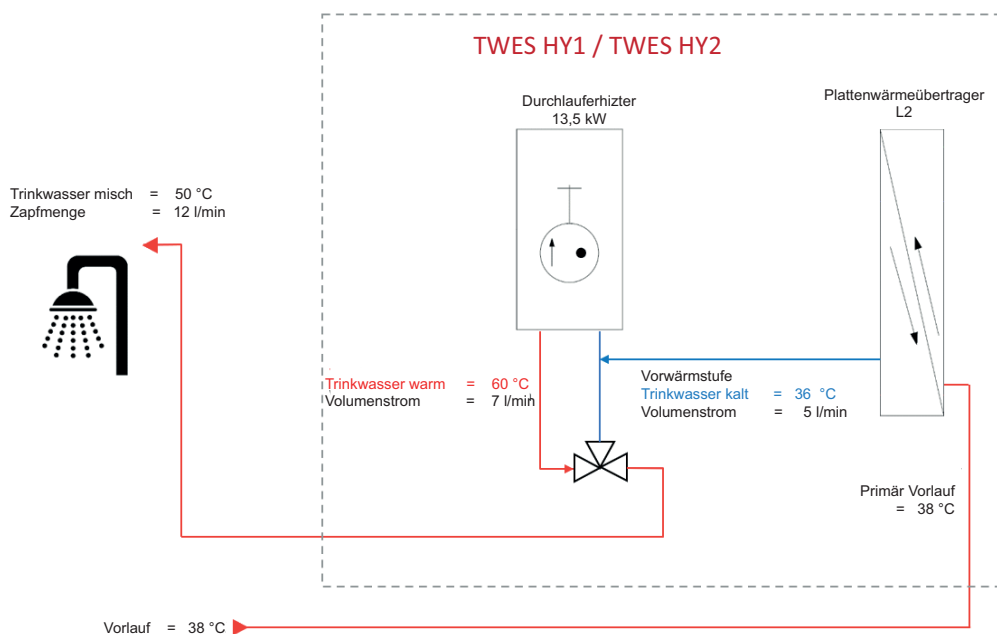 TWES HY1 / TWES HY2
Durchlauferhizter
13,5 kW
Plattenwärmeübertrager
L2
Trinkwasser misch = 50 °C
Zapfmenge = 12 l/min
Trinkwasser warm = 60 °C
Volumenstrom = 7 l/min
Vorwärmstufe
Trinkwasser kalt = 36 °C
Volumenstrom = 5 l/min
Primär Vorlauf
= 38 °C
Vorlauf = 38 °C